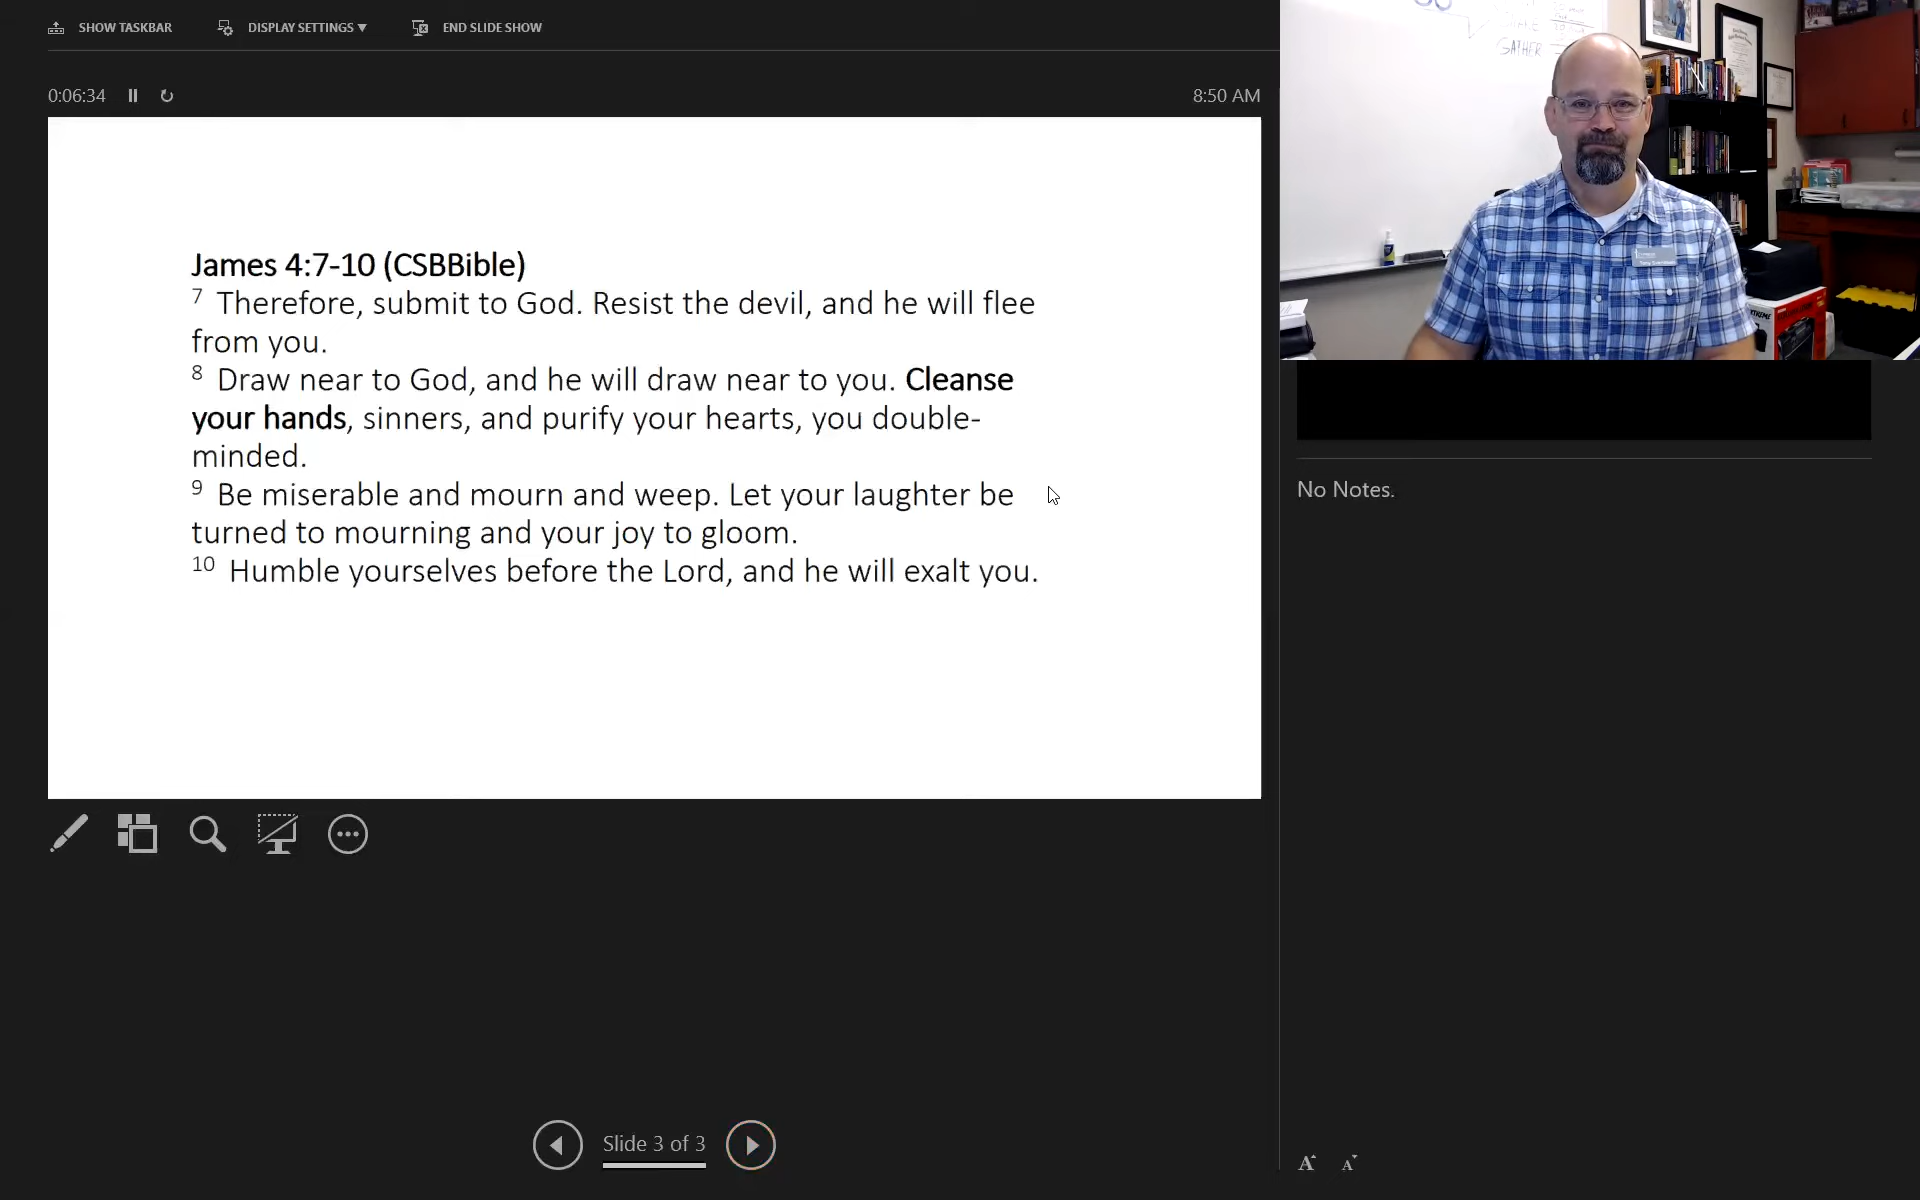 SHOW TASKBAR
DISPLAY SETTINGS ▼
END SLIDE SHOW
0:06:34
8:50 AM
James 4:7-10 (CSBBible)
7 Therefore, submit to God. Resist the devil, and he will flee
from you.
8 Draw near to God, and he will draw near to you. Cleanse
your hands, sinners, and purify your hearts, you double-
minded.
9 Be miserable and mourn and weep. Let your laughter be
turned to mourning and your joy to gloom.
10 Humble yourselves before the Lord, and he will exalt you.
GATHER
No Notes.
Slide 3 of 3
A A